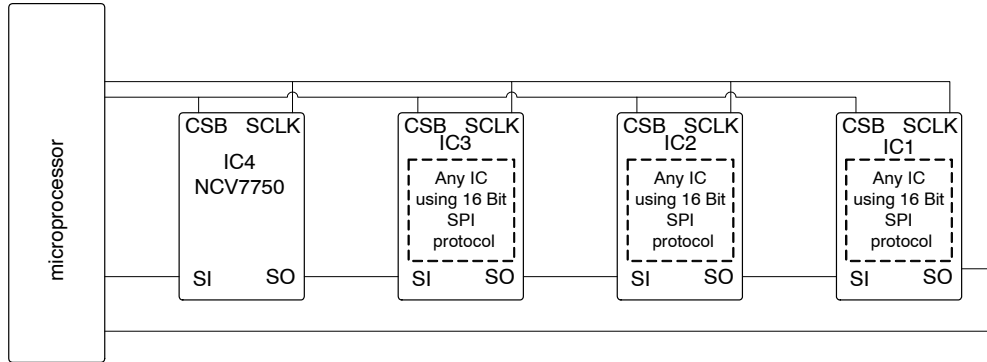 microprocessor
CSB SCLK
IC4
NCV7750
SI SO
CSB SCLK
IC3
Any IC
using 16 Bit
SPI
protocol
SI SO
CSB SCLK
IC2
Any IC
using 16 Bit
SPI
protocol
SI SO
CSB SCLK
IC1
Any IC
using 16 Bit
SPI
protocol
SI SO